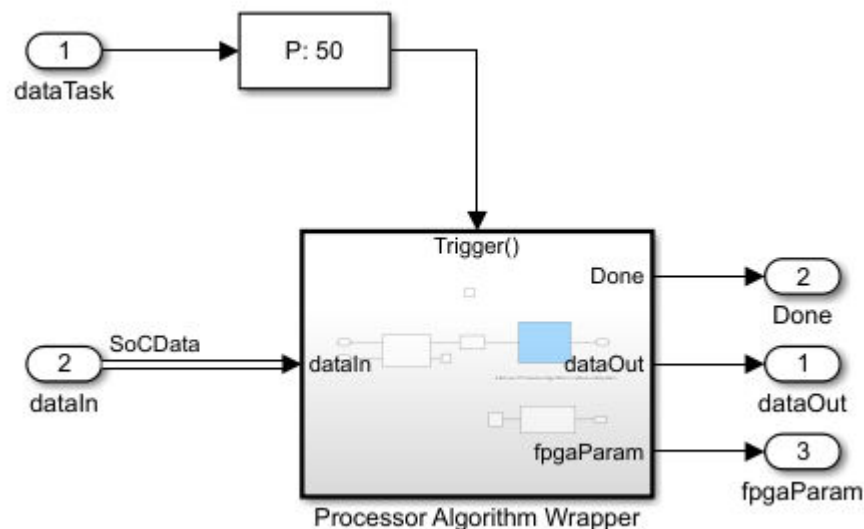 1
dataTask
P: 50
Trigger()
Done
2
Done
SoCData
2
dataIn
dataIn
dataOut
1
dataOut
fpgaParam
3
fpgaParam
Processor Algorithm Wrapper